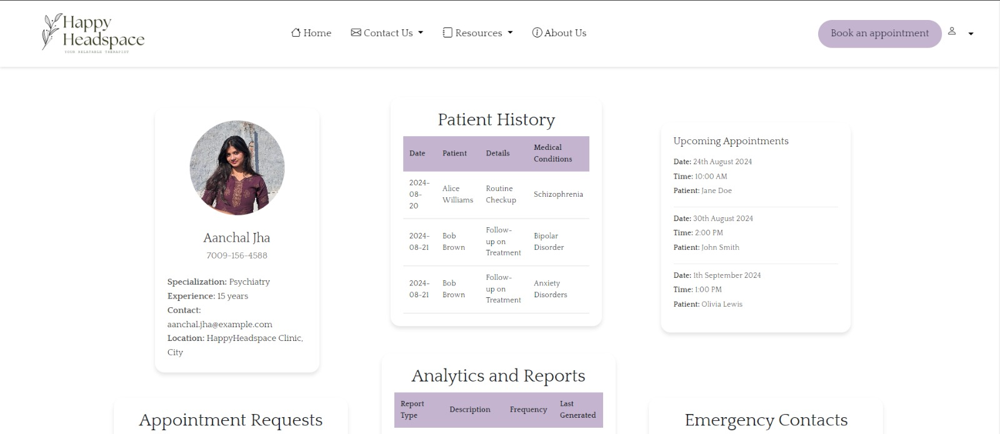 Happy
Headspace
YOUR RELATABLE THERAPIST
Home
Contact Us
Resources
About Us
Book an appointment
Aanchal Jha
7009-156-4588
Specialization: Psychiatry
Experience: 15 years
Contact:
aanchal.jha@example.com
Location: HappyHeadspace Clinic,
City
Patient History
Date Patient Details Medical Conditions
2024-08-20 Alice Williams Routine Checkup Schizophrenia
2024-08-21 Bob Brown Follow-up on Treatment Bipolar Disorder
2024-08-21 Bob Brown Follow-up on Treatment Anxiety Disorders
Upcoming Appointments
Date: 24th August 2024
Time: 10:00 AM
Patient: Jane Doe
Date: 30th August 2024
Time: 2:00 PM
Patient: John Smith
Date: 1th September 2024
Time: 1:00 PM
Patient: Olivia Lewis
Appointment Requests
Analytics and Reports
Report Type Description Frequency Last Generated
Emergency Contacts